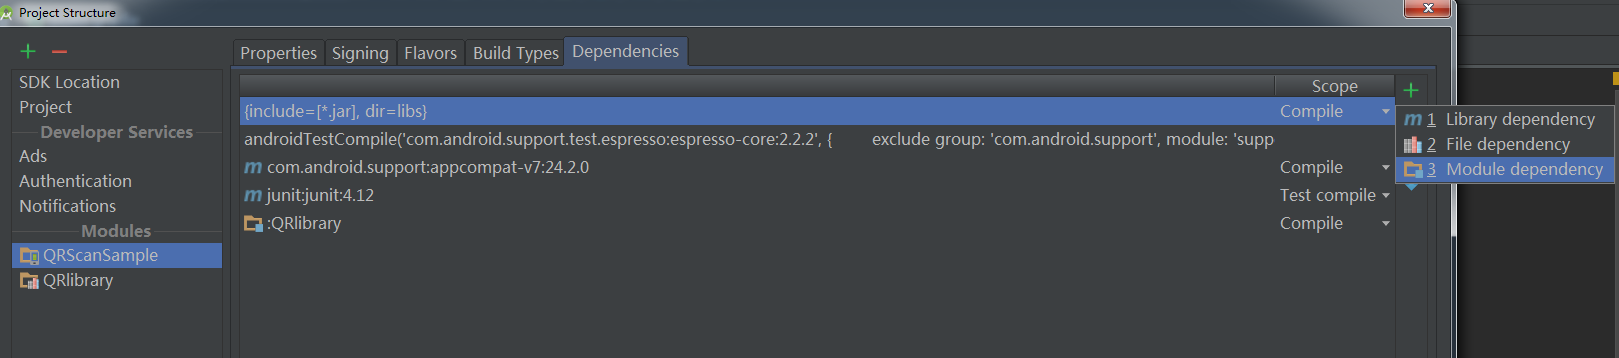 Project Structure
Properties Signing Flavors Build Types Dependencies
SDK Location
Project
Developer Services
Ads
Authentication
Notifications
Modules
QRScanSample
QRlibrary
Scope
{include=[*.jar], dir=libs} Compile
androidTestCompile('com.android.support.test.espresso:espresso-core:2.2.2', { exclude group: 'com.android.support', module: 'supp
m com.android.support:appcompat-v7:24.2.0 Compile
m junit:junit:4.12 Test compile
:QRlibrary Compile
m 1 Library dependency
2 File dependency
3 Module dependency